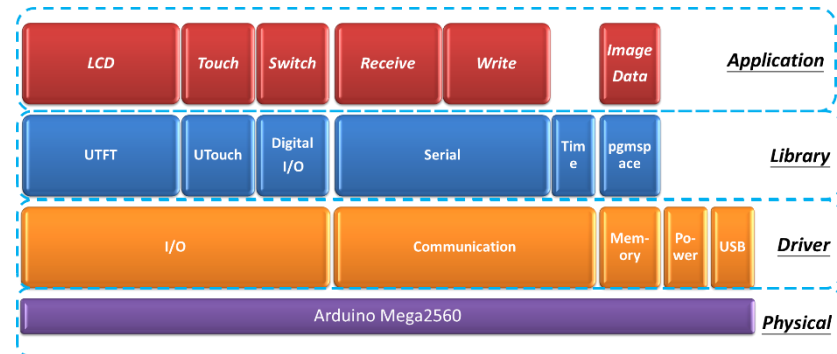 LCD
Touch
Switch
Receive
Write
Image
Data
Application
UTFT
UTouch
Digital
I/O
Serial
Tim
e
pgmsp
ace
Library
I/O
Communication
Mem-
ory
Po-
wer
USB
Driver
Arduino Mega2560
Physical